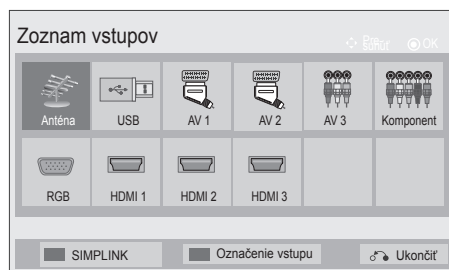 Zoznam vstupov
OK
Anténa
USB
AV 1
AV 2
AV 3
Komponent
RGB
HDMI 1
HDMI 2
HDMI 3
SIMPLINK
Označenie vstupu
Ukončiť